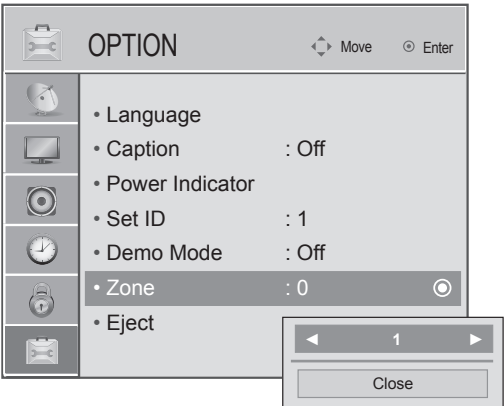 OPTION Move Enter
• Language
• Caption : Off
• Power Indicator
• Set ID : 1
• Demo Mode : Off
• Zone : 0
• Eject
◄ 1 ►
Close